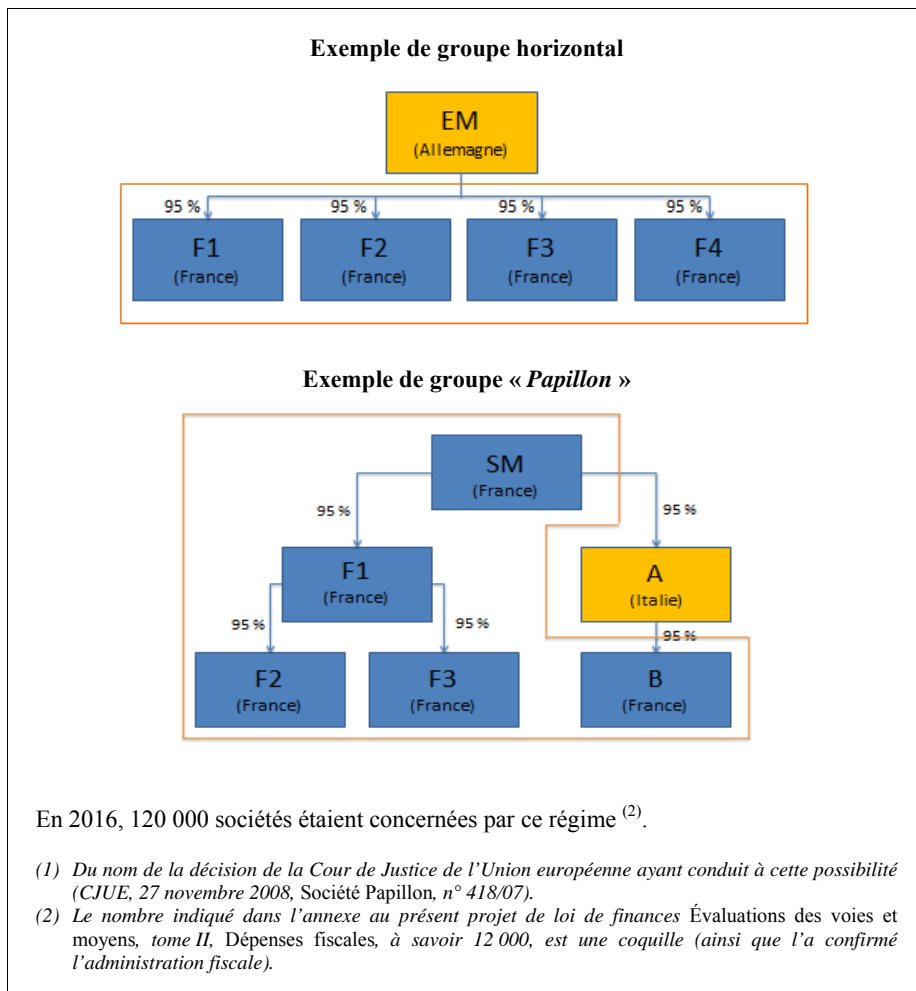 Exemple de groupe horizontal
EM
(Allemagne)
95 % 95 % 95 % 95 %
F1 F2 F3 F4
(France) (France) (France) (France)
Exemple de groupe « Papillon »
SM
(France)
95 % 95 %
F1 A
(France) (Italie)
95 % 95 % 95 %
F2 F3 B
(France) (France) (France)
En 2016, 120 000 sociétés étaient concernées par ce régime (2).
(1) Du nom de la décision de la Cour de Justice de l’Union européenne ayant conduit à cette possibilité
(CJUE, 27 novembre 2008, Société Papillon, n° 418/07).
(2) Le nombre indiqué dans l’annexe au présent projet de loi de finances Évaluations des voies et
moyens, tome II, Dépenses fiscales, à savoir 12 000, est une coquille (ainsi que l’a confirmé
l’administration fiscale).